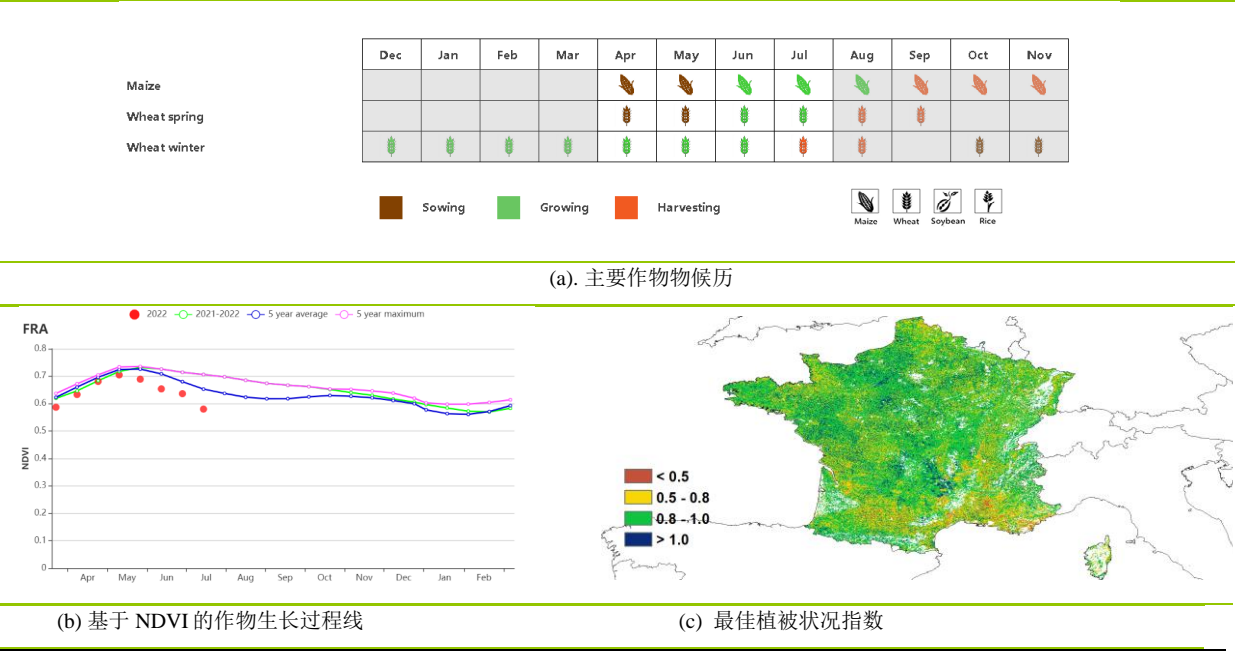 Dec Jan Feb Mar Apr May Jun Jul Aug Sep Oct Nov
Maize
Wheat spring
Wheat winter
Sowing Growing Harvesting
Maize Wheat Soybean Rice
(a). 主要作物物候历
2022 2021-2022 5 year average 5 year maximum
FRA
0.8
0.7
0.6
0.5
0.4
0.3
0.2
0.1
0
NDVI
Apr May Jun Jul Aug Sep Oct Nov Dec Jan Feb
< 0.5
0.5 - 0.8
0.8 - 1.0
> 1.0
(b) 基于 NDVI 的作物生长过程线
(c) 最佳植被状况指数